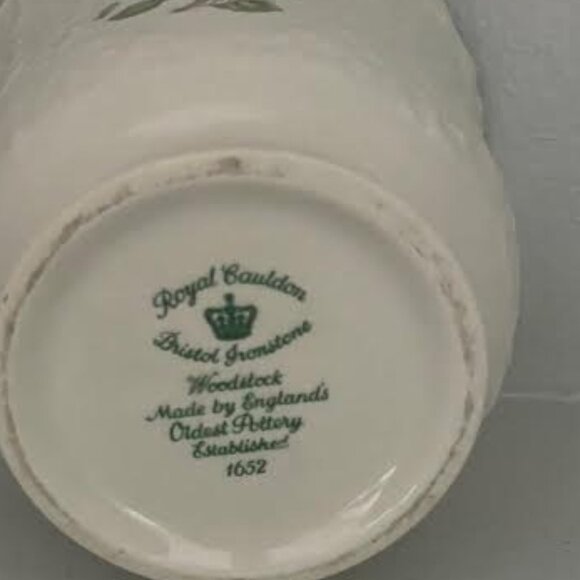 Royal Cauldon
Bristol Ironstone
Woodstock
Made by England's
Oldest Pottery
Established
1652